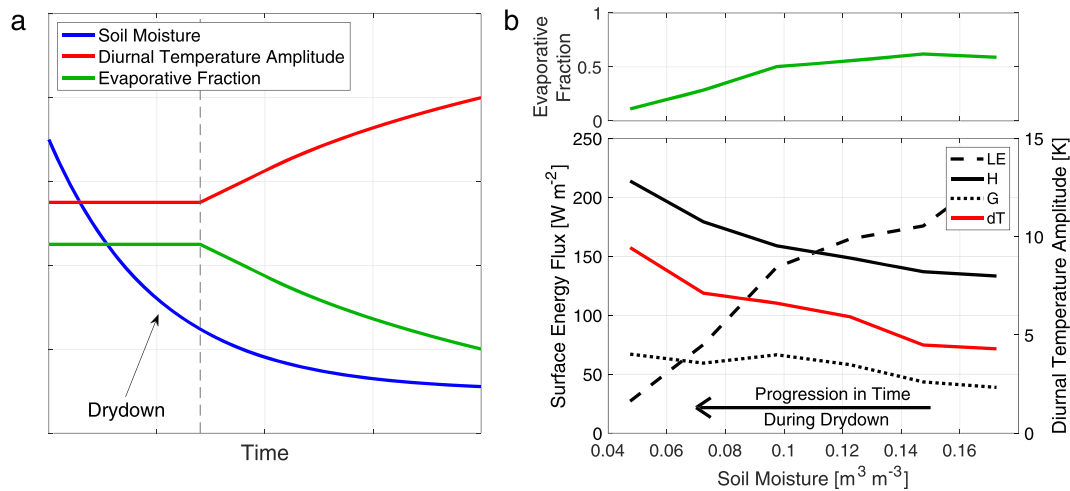 a
Soil Moisture
Diurnal Temperature Amplitude
Evaporative Fraction
Drydown
Time
b
Evaporative
Fraction
1
0.5
0
Surface Energy Flux [W m⁻²]
250
200
150
100
50
0
LE
H
G
dT
Progression in Time
During Drydown
15
10
5
0
Diurnal Temperature Amplitude [K]
0.04 0.06 0.08 0.1 0.12 0.14 0.16
Soil Moisture [m³ m⁻³]